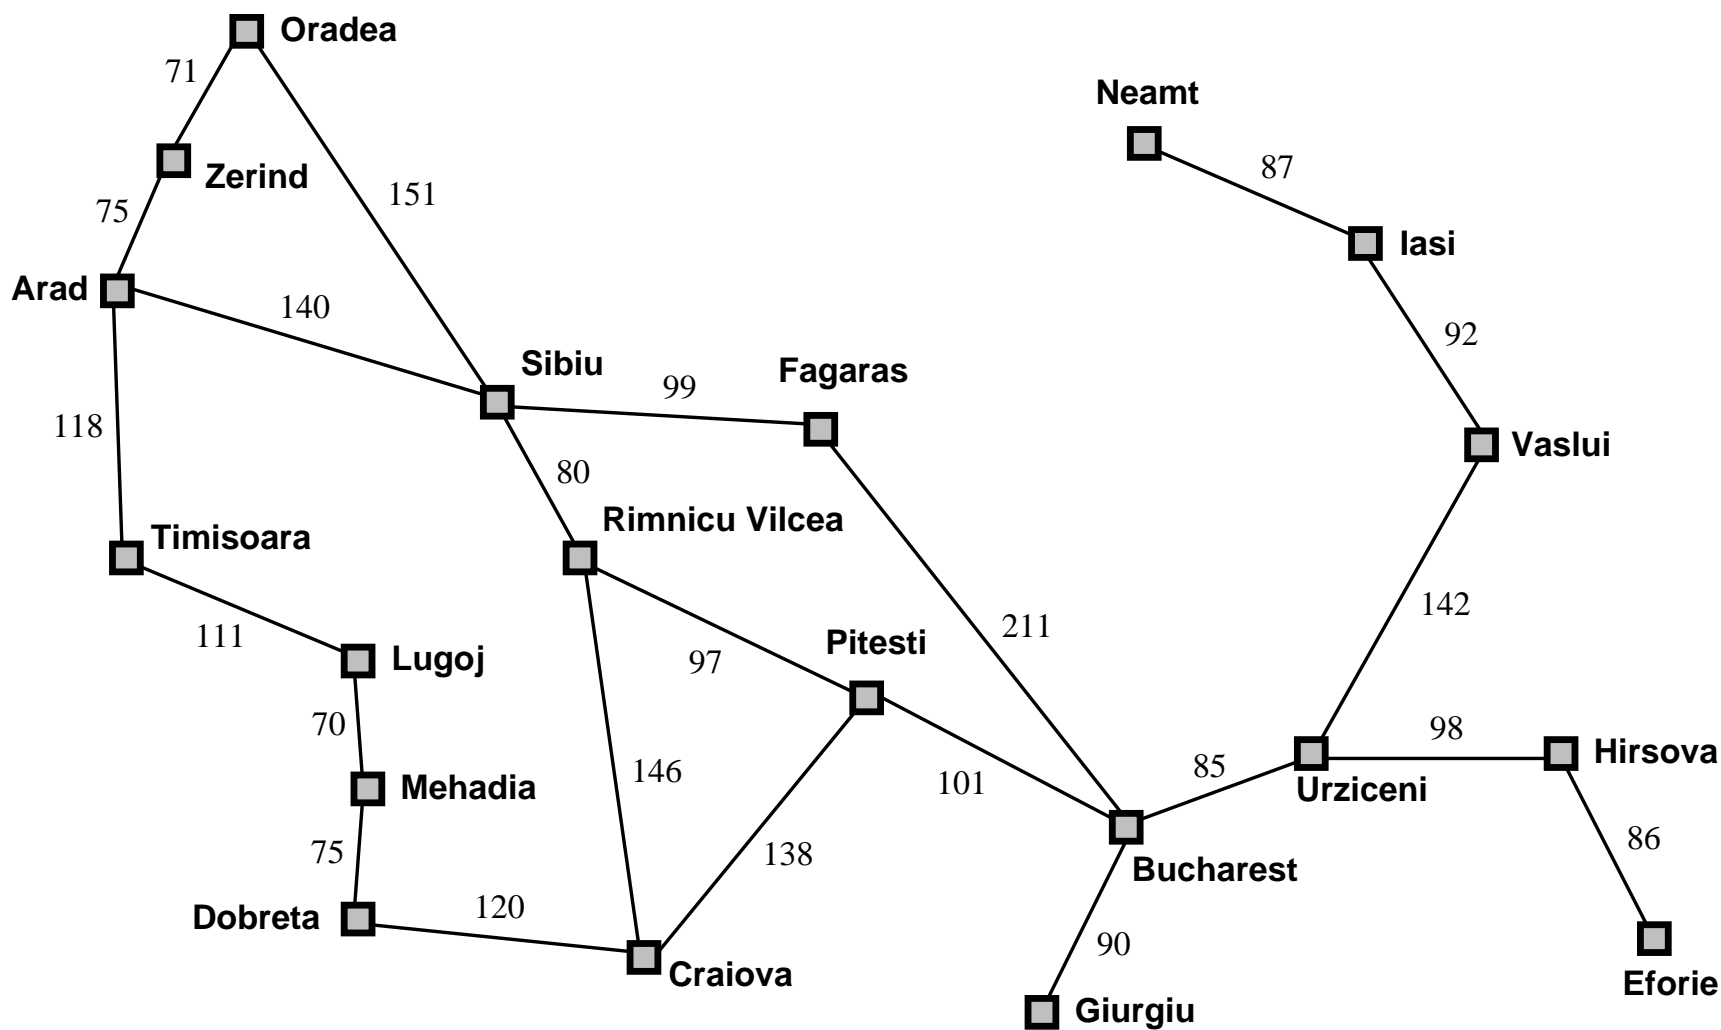 Oradea
71
Neamt
87
Zerind
151
75
Iasi
Arad
140
92
Sibiu
Fagaras
99
118
Vaslui
80
Rimnicu Vilcea
Timisoara
142
211
111
Pitesti
Lugoj
97
70
98
Hirsova
146
85
Mehadia
101
Urziceni
86
75
138
Bucharest
Dobreta
120
90
Craiova
Eforie
Giurgiu